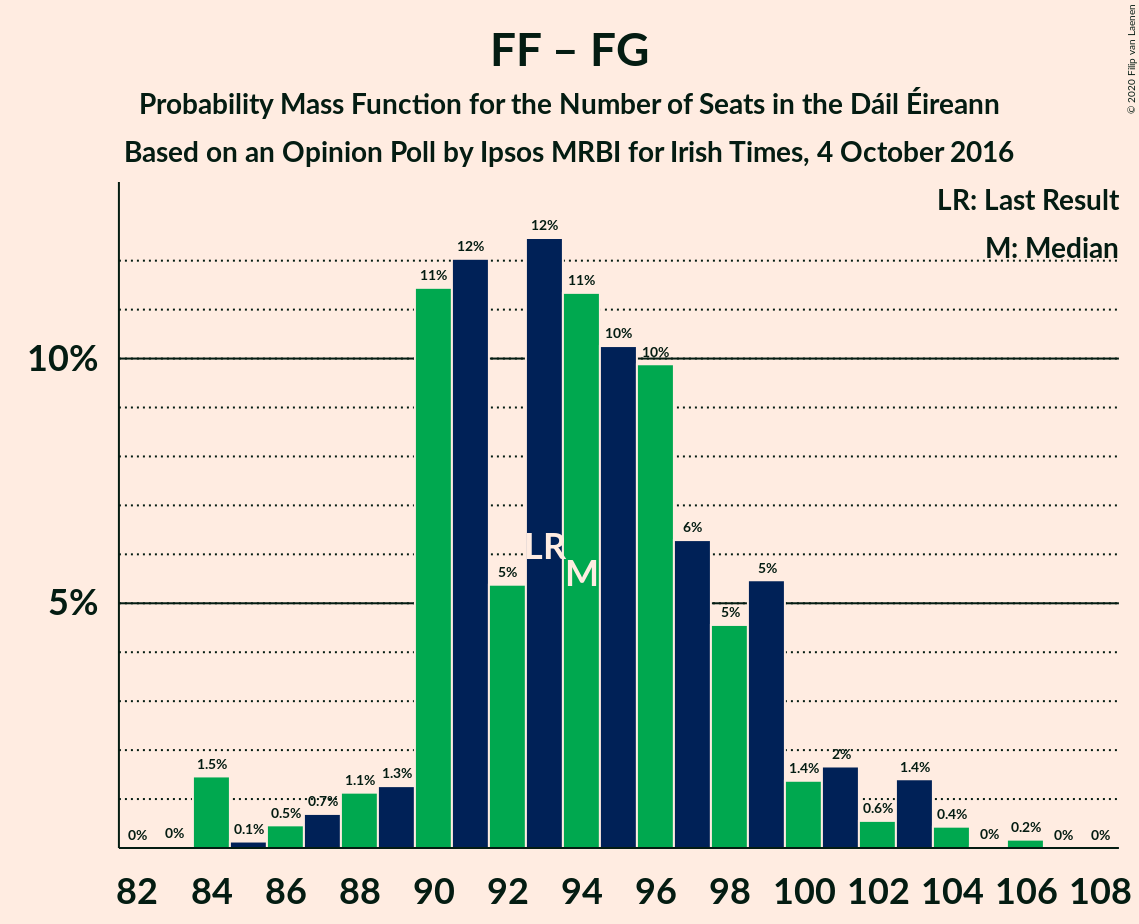 FF – FG
Probability Mass Function for the Number of Seats in the Dáil Éireann
Based on an Opinion Poll by Ipsos MRBI for Irish Times, 4 October 2016
© 2020 Filip van Laenen
LR: Last Result
M: Median
10%
5%
0% 0% 1.5% 0.1% 0.5% 0.7% 1.1% 1.3% 11% 12% 5% 12% 11% 10% 10% 6% 5% 5% 1.4% 2% 0.6% 1.4% 0.4% 0% 0.2% 0% 0%
LR
M
82 84 86 88 90 92 94 96 98 100 102 104 106 108